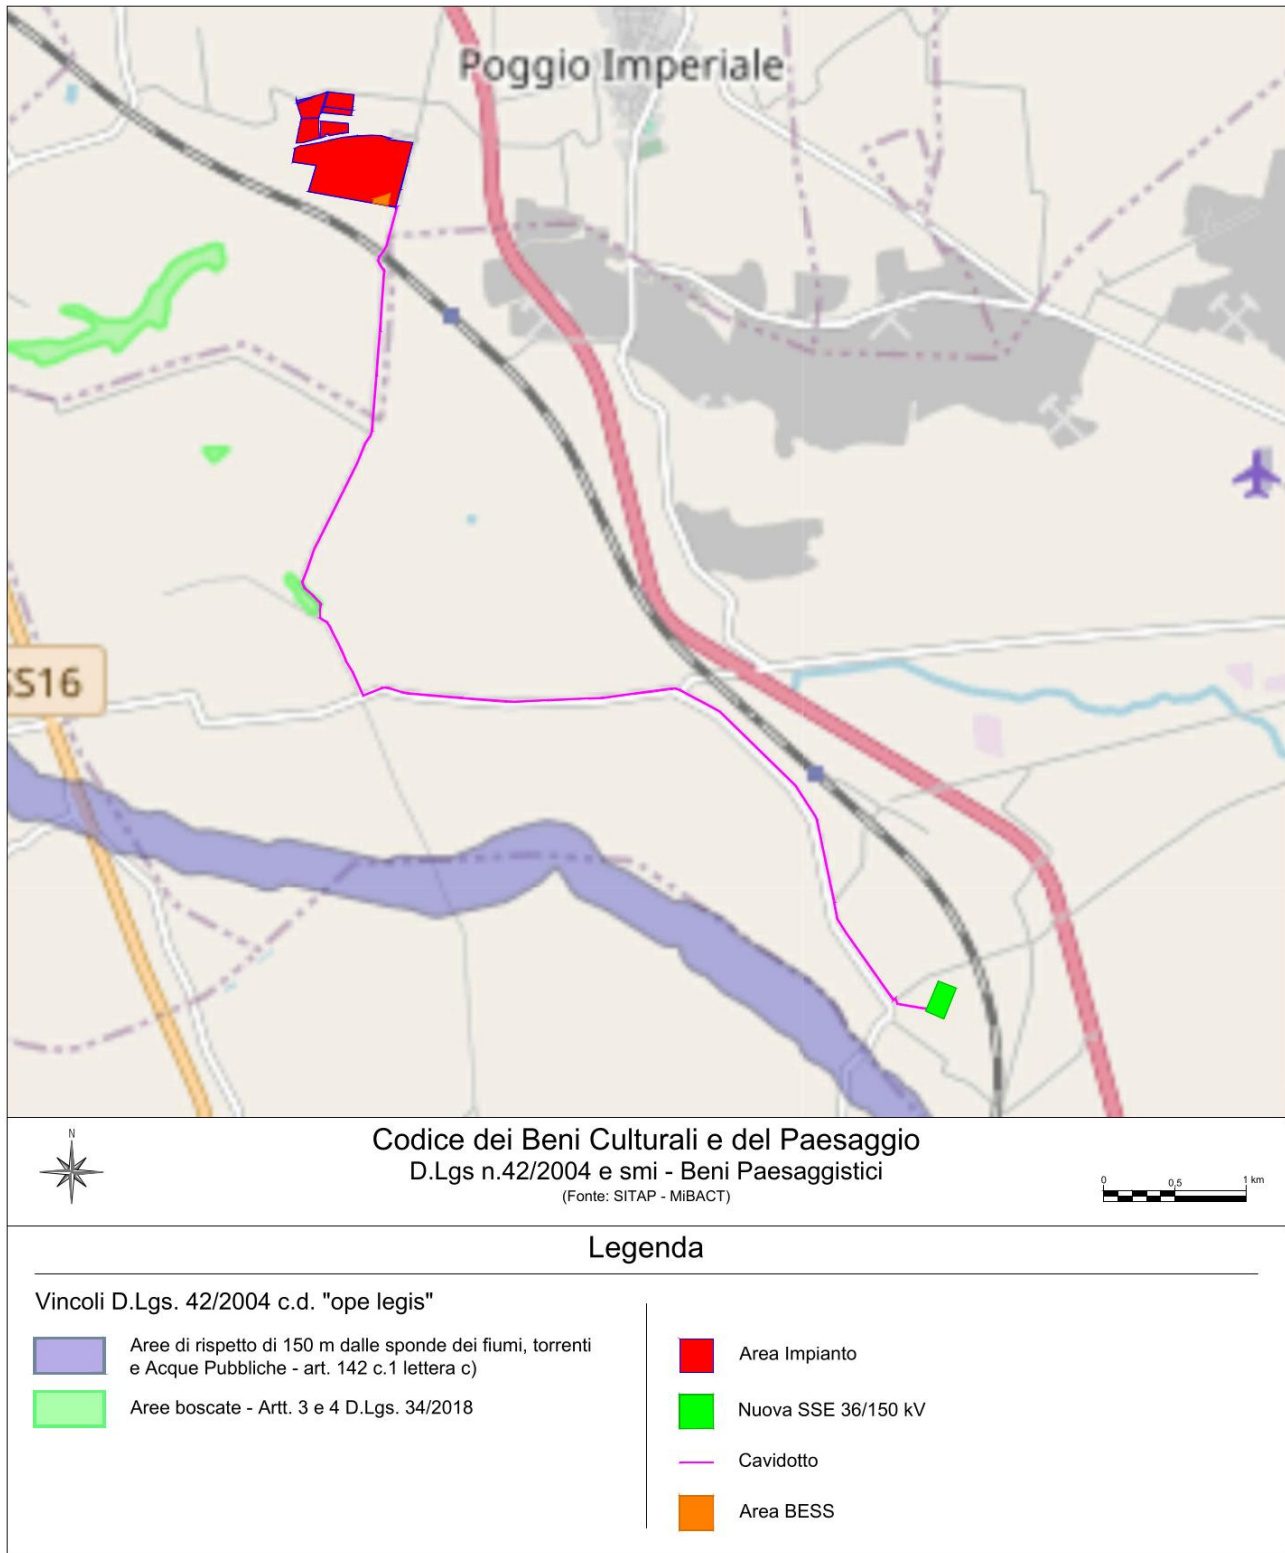 Poggio Imperiale
SS16
N
Codice dei Beni Culturali e del Paesaggio
D.Lgs n.42/2004 e smi - Beni Paesaggistici
(Fonte: SITAP - MiBACT)
0 0,5 1 km
Legenda
Vincoli D.Lgs. 42/2004 c.d. "ope legis"
Aree di rispetto di 150 m dalle sponde dei fiumi, torrenti
e Acque Pubbliche - art. 142 c.1 lettera c)
Aree boscate - Artt. 3 e 4 D.Lgs. 34/2018
Area Impianto
Nuova SSE 36/150 kV
Cavidotto
Area BESS